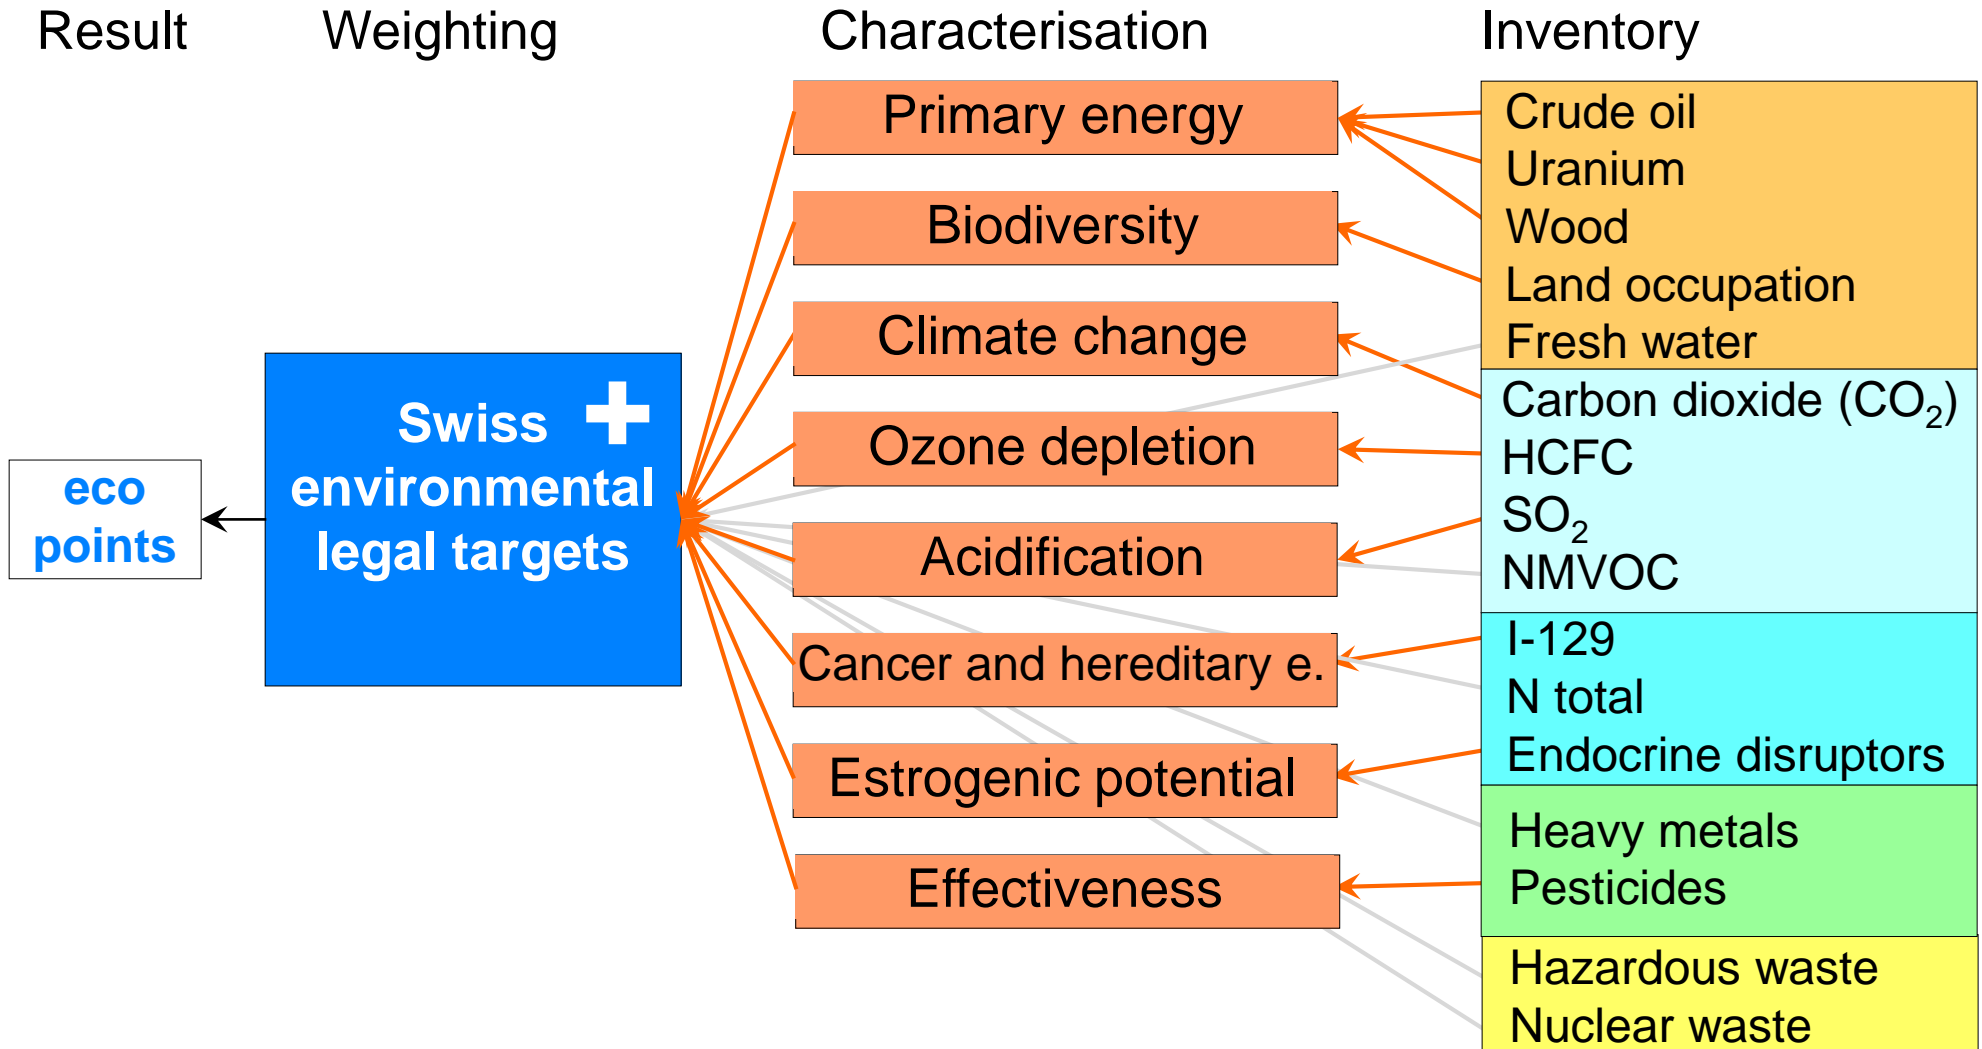 Result
Weighting
Characterisation
Inventory
eco
points
Swiss
environmental
legal targets
Primary energy
Biodiversity
Climate change
Ozone depletion
Acidification
Cancer and hereditary e.
Estrogenic potential
Effectiveness
Crude oil
Uranium
Wood
Land occupation
Fresh water
Carbon dioxide (CO₂)
HCFC
SO₂
NMVOC
I-129
N total
Endocrine disruptors
Heavy metals
Pesticides
Hazardous waste
Nuclear waste